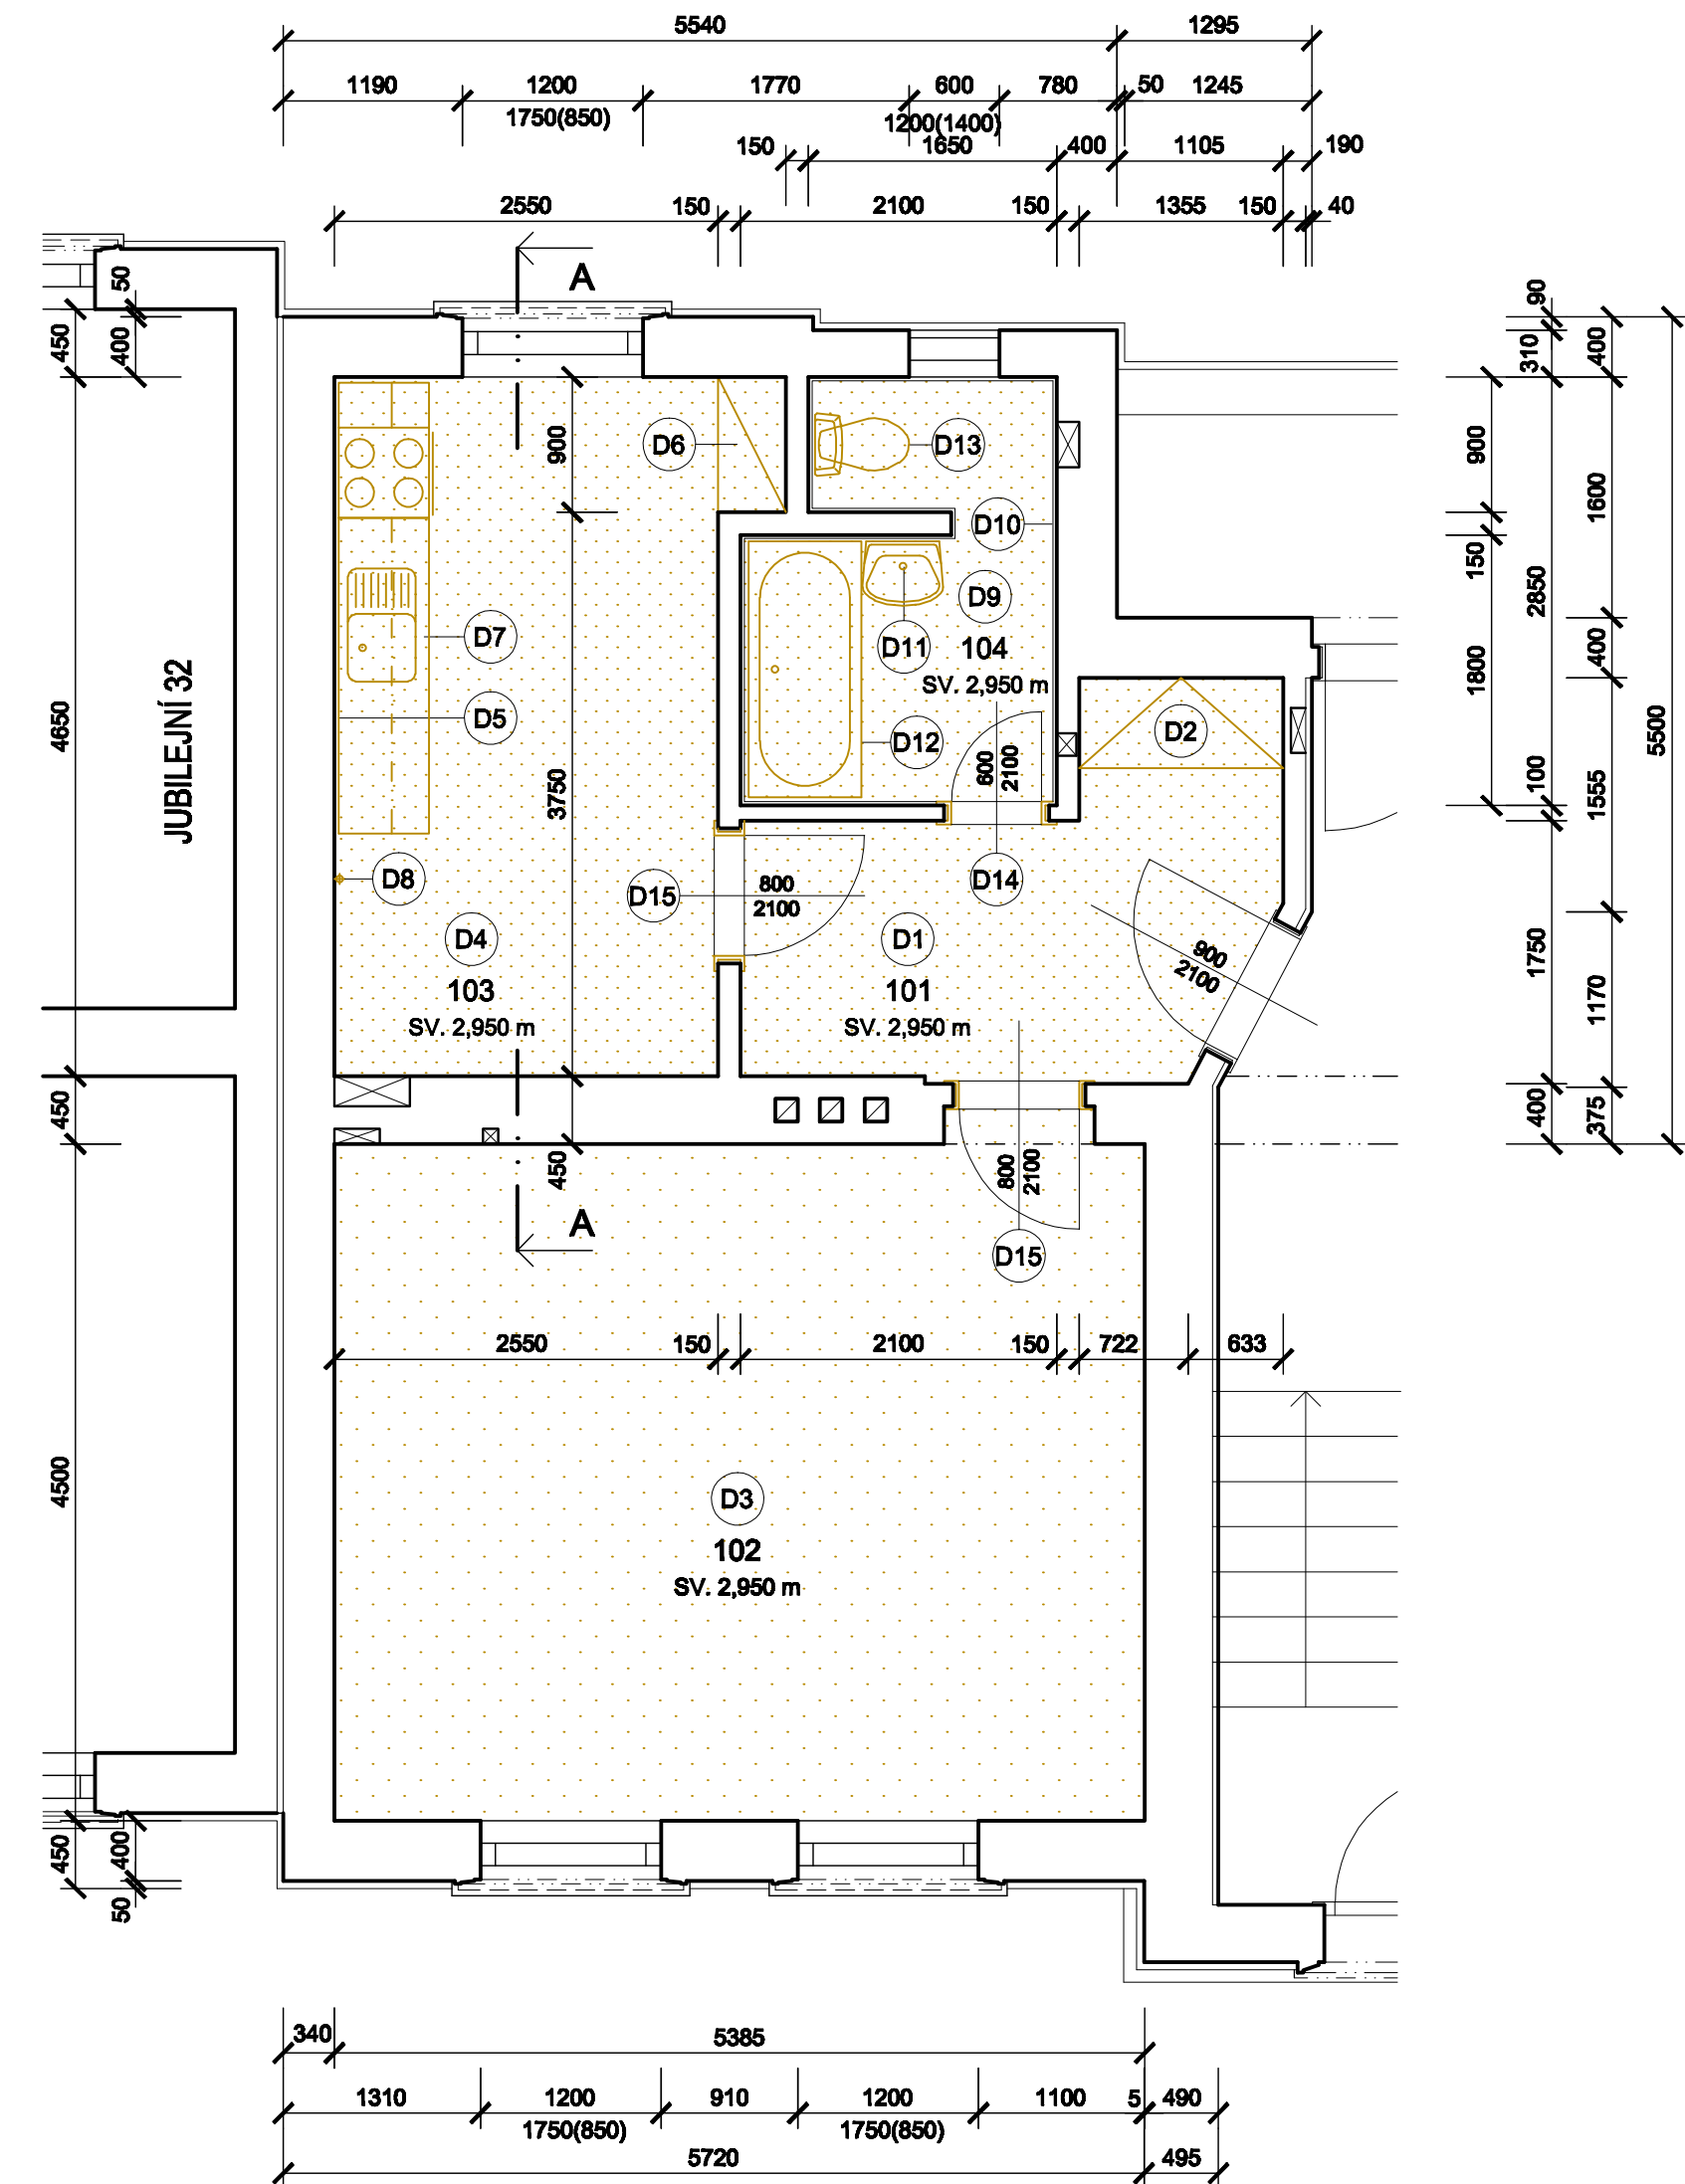 5540 1295
1190 1200 1770 600 780 50 1245
1750(850) 1200(1400)
150 1650 400 1105 190
2550 150 2100 150 1355 150 40
A
50
450
400
90
310
400
900
D6
D13
900
1600
D10
150
D9
D11
104
SV. 2,950 m
2850
400
D7
D5
JUBILEJNÍ 32
4650
1800
D12
D2
5500
600
2100
3750
100
1555
D8
D15
800
2100
D14
D4
D1
103
SV. 2,950 m
101
SV. 2,950 m
900
2100
1750
1170
450
400
375
450
800
2100
A
D15
2550 150 2100 150 722 633
4500
D3
102
SV. 2,950 m
450
400
50
340 5385
1310 1200 910 1200 1100 5 490
1750(850) 1750(850)
5720 495